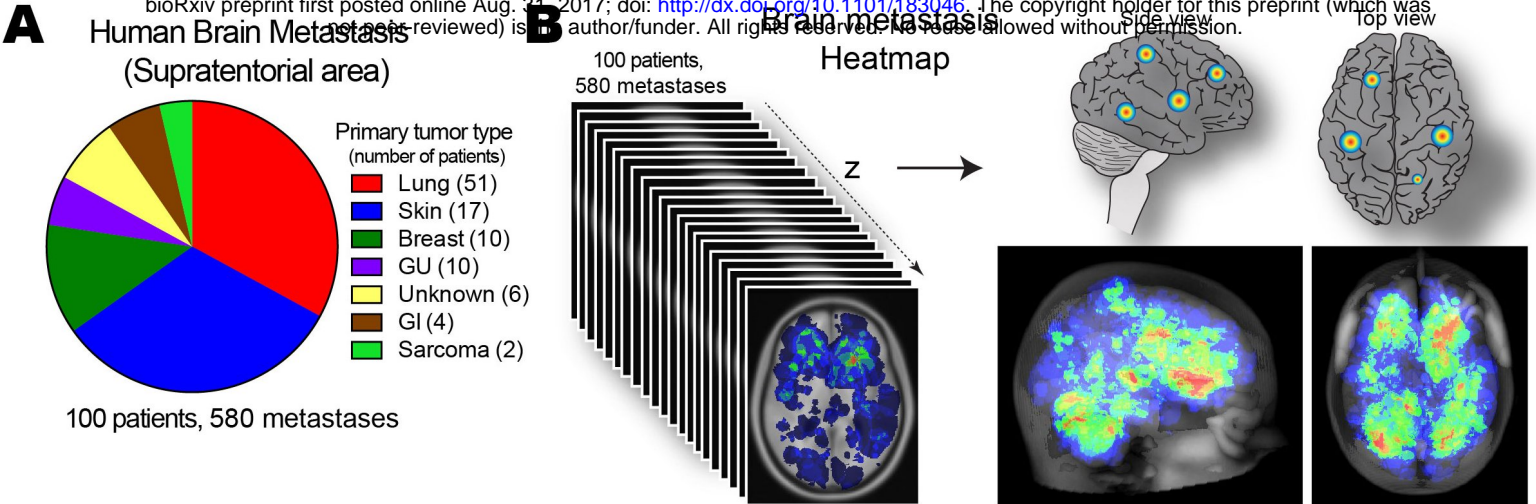 bioRxiv preprint first posted online Aug. 31, 2017; doi: http://dx.doi.org/10.1101/183046. The copyright holder for this preprint (which was
not peer-reviewed) is the author/funder. All rights reserved. No reuse allowed without permission.
A
Human Brain Metastasis
(Supratentorial area)
Primary tumor type
(number of patients)
Lung (51)
Skin (17)
Breast (10)
GU (10)
Unknown (6)
GI (4)
Sarcoma (2)
100 patients, 580 metastases
B
Brain metastasis
Heatmap
100 patients,
580 metastases
z
Side view
Top view